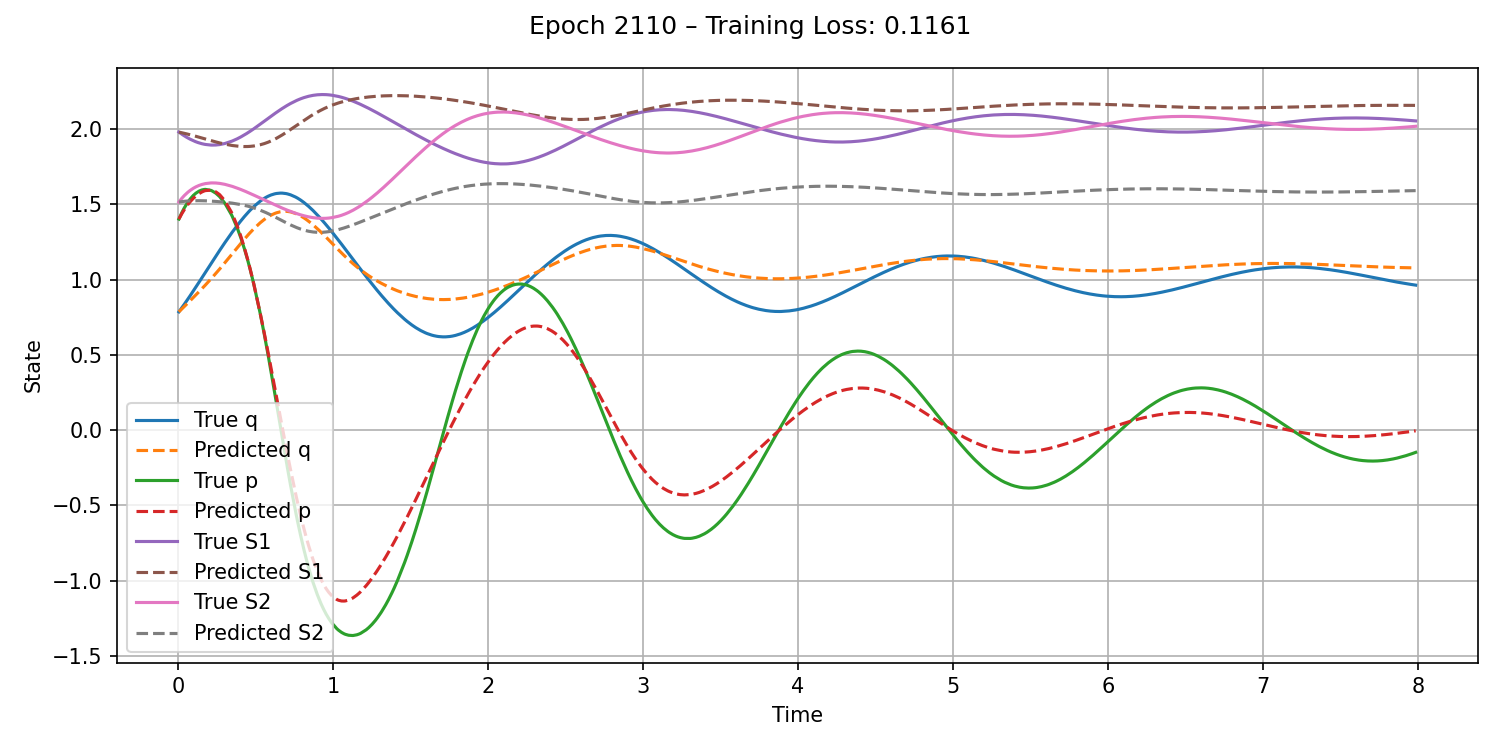 Epoch 2110 – Training Loss: 0.1161
State
2.0
1.5
1.0
0.5
0.0
−0.5
−1.0
−1.5
True q
Predicted q
True p
Predicted p
True S1
Predicted S1
True S2
Predicted S2
0 1 2 3 4 5 6 7 8
Time